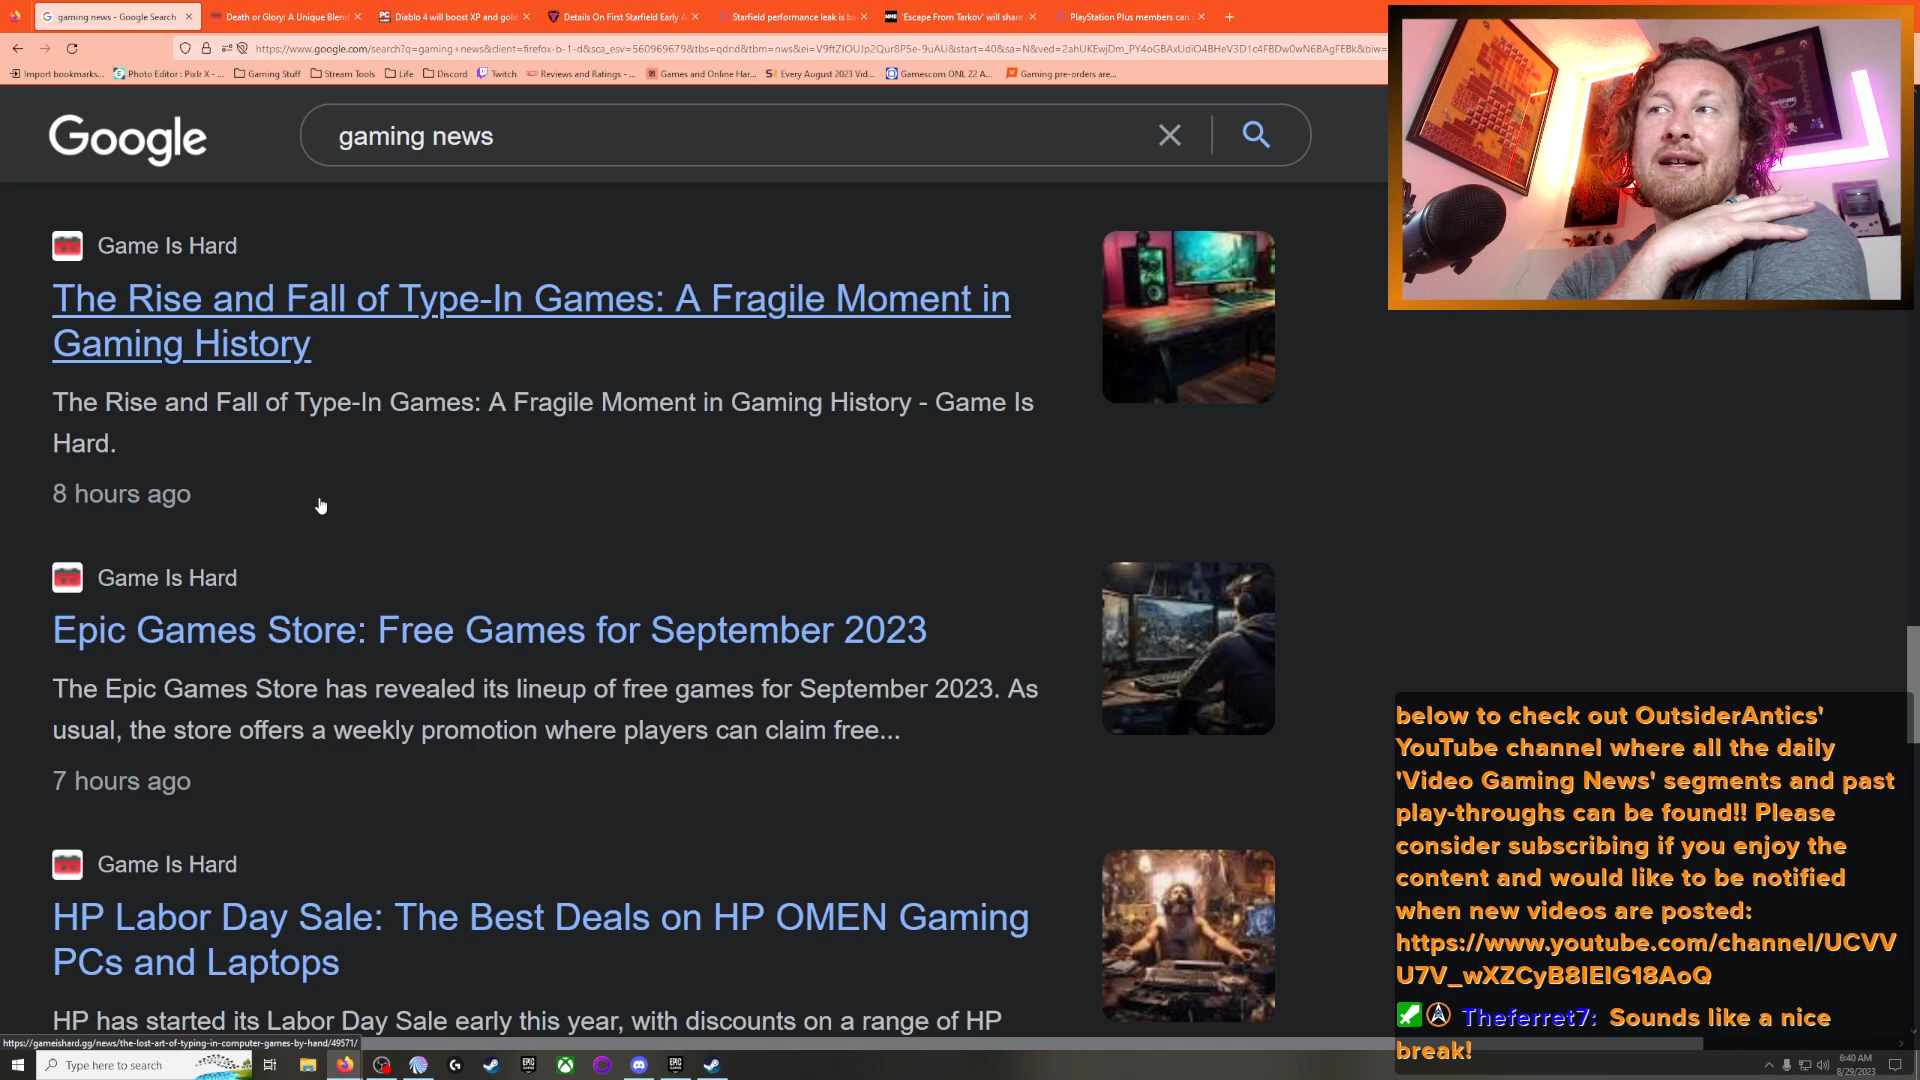 gaming news - Google Search
Death or Glory: A Unique Blend
Diablo 4 will boost XP and gold
Details On First Starfield Early A
Starfield performance leak is ba
'Escape From Tarkov' will share
PlayStation Plus members can
Import bookmarks...
Photo Editor : Pixlr X - ...
Gaming Stuff
Stream Tools
Life
Discord
Twitch
Reviews and Ratings - ...
Games and Online Har...
Every August 2023 Vid...
Gamescom ONL 22 A...
Gaming pre-orders are...
Google
gaming news
Game Is Hard
The Rise and Fall of Type-In Games: A Fragile Moment in
Gaming History
The Rise and Fall of Type-In Games: A Fragile Moment in Gaming History - Game Is
Hard.
8 hours ago
Game Is Hard
Epic Games Store: Free Games for September 2023
The Epic Games Store has revealed its lineup of free games for September 2023. As
usual, the store offers a weekly promotion where players can claim free...
7 hours ago
Game Is Hard
HP Labor Day Sale: The Best Deals on HP OMEN Gaming
PCs and Laptops
HP has started its Labor Day Sale early this year, with discounts on a range of HP
below to check out OutsiderAntics'
YouTube channel where all the daily
'Video Gaming News' segments and past
play-throughs can be found!! Please
consider subscribing if you enjoy the
content and would like to be notified
when new videos are posted:
https://www.youtube.com/channel/UCVV
U7V_wXZCyB8IEIG18AoQ
Theferret7: Sounds like a nice
break!
https://gameishard.gg/news/the-lost-art-of-typing-in-computer-games-by-hand/49571/
Type here to search
6:40 AM
8/29/2023